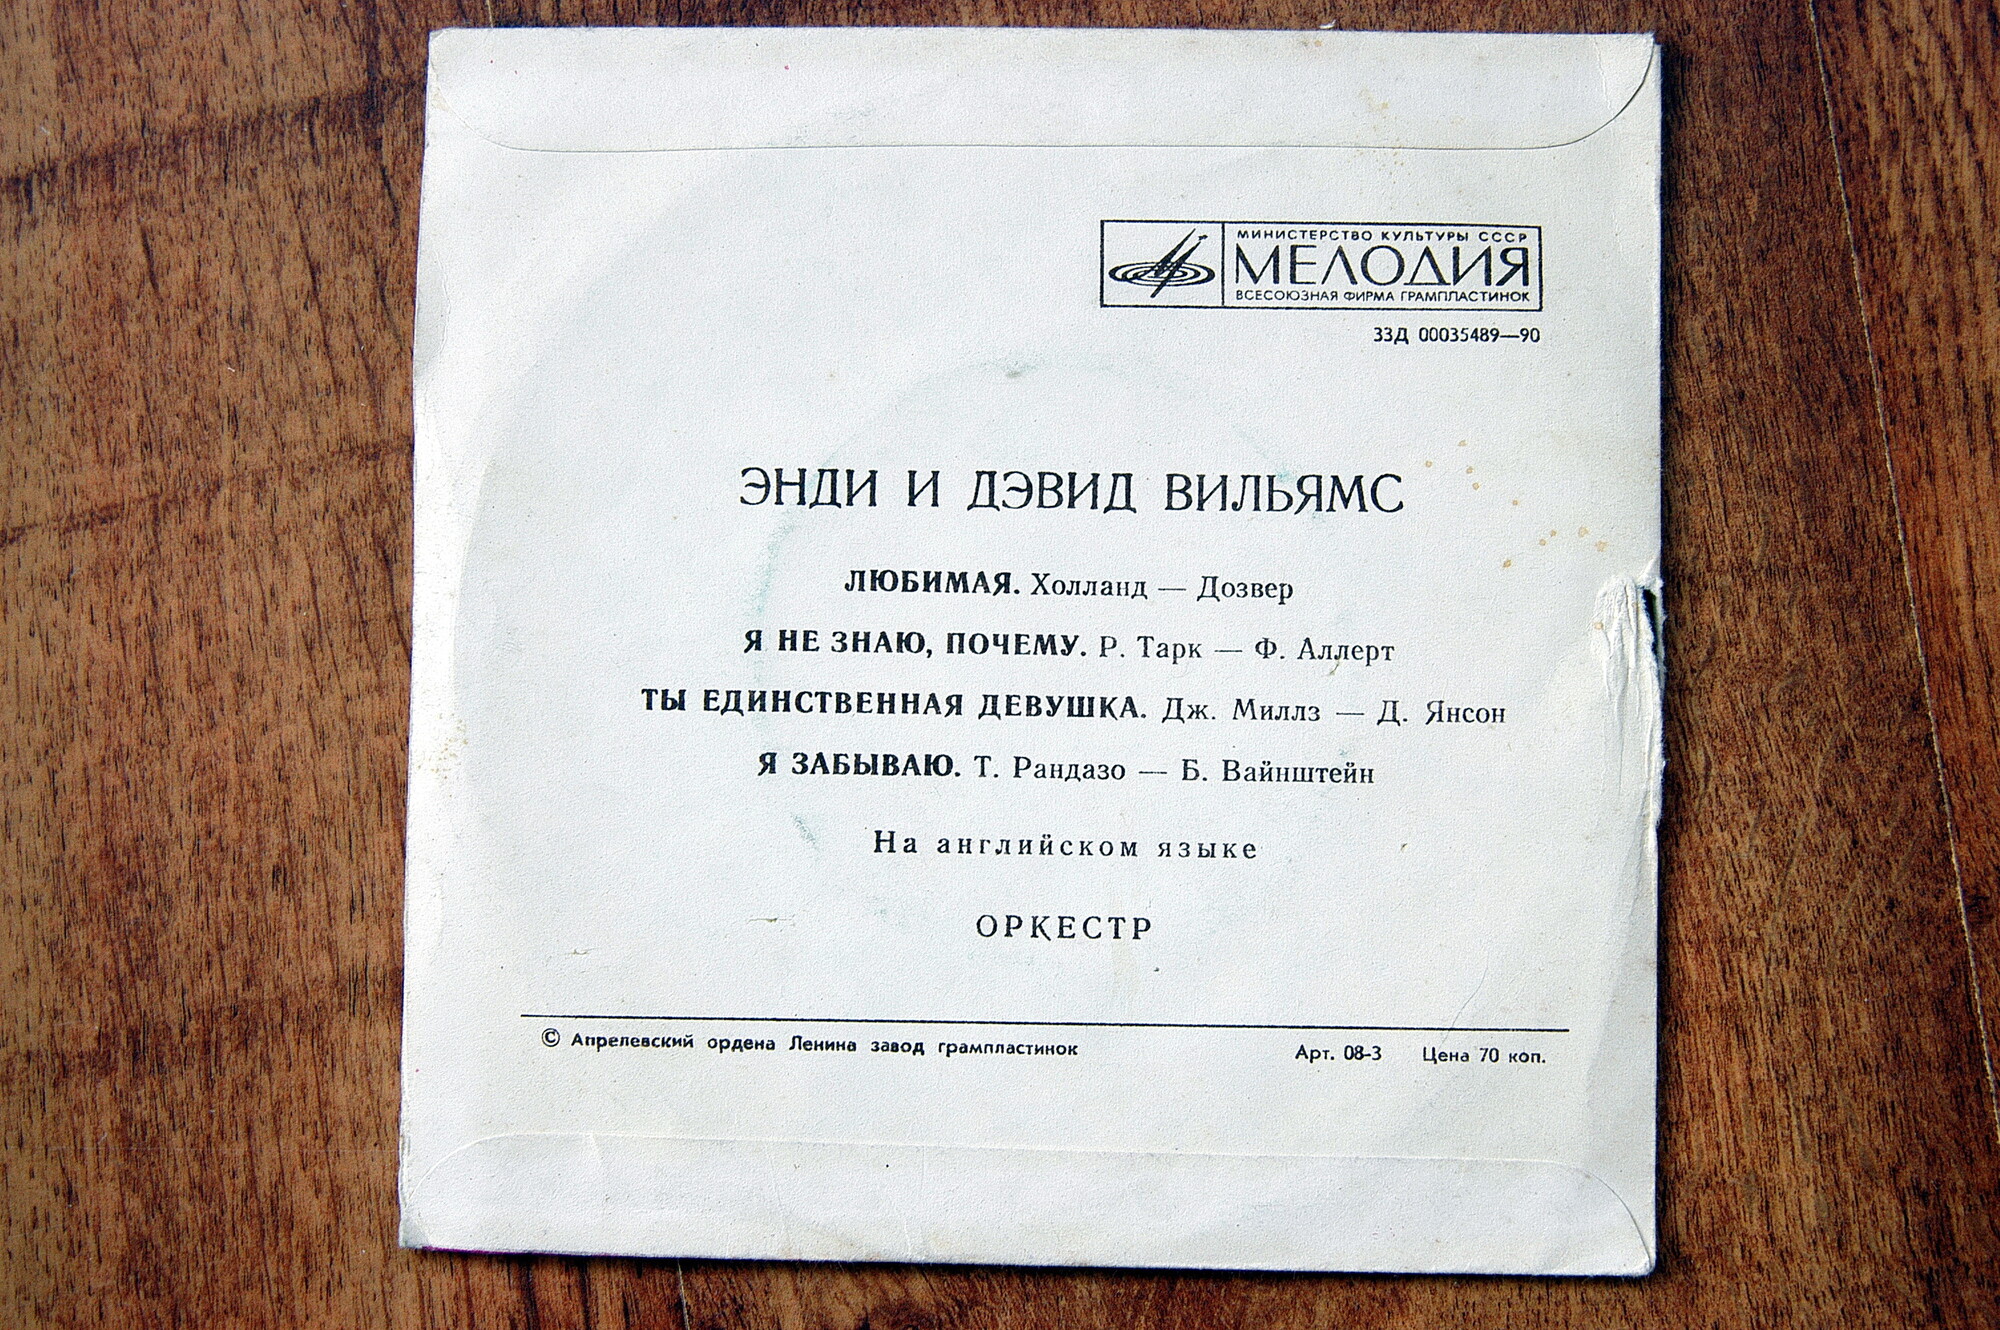 МИНИСТЕРСТВО КУЛЬТУРЫ СССР
МЕЛОДИЯ
ВСЕСОЮЗНАЯ ФИРМА ГРАМПЛАСТИНОК
33Д 00035489—90
ЭНДИ И ДЭВИД ВИЛЬЯМС
ЛЮБИМАЯ. Холланд — Дозвер
Я НЕ ЗНАЮ, ПОЧЕМУ. Р. Тарк — Ф. Аллерт
ТЫ ЕДИНСТВЕННАЯ ДЕВУШКА. Дж. Миллз — Д. Янсон
Я ЗАБЫВАЮ. Т. Рандазо — Б. Вайнштейн
На английском языке
ОРКЕСТР
© Апрелевский ордена Ленина завод грампластинок Арт. 08-3 Цена 70 коп.